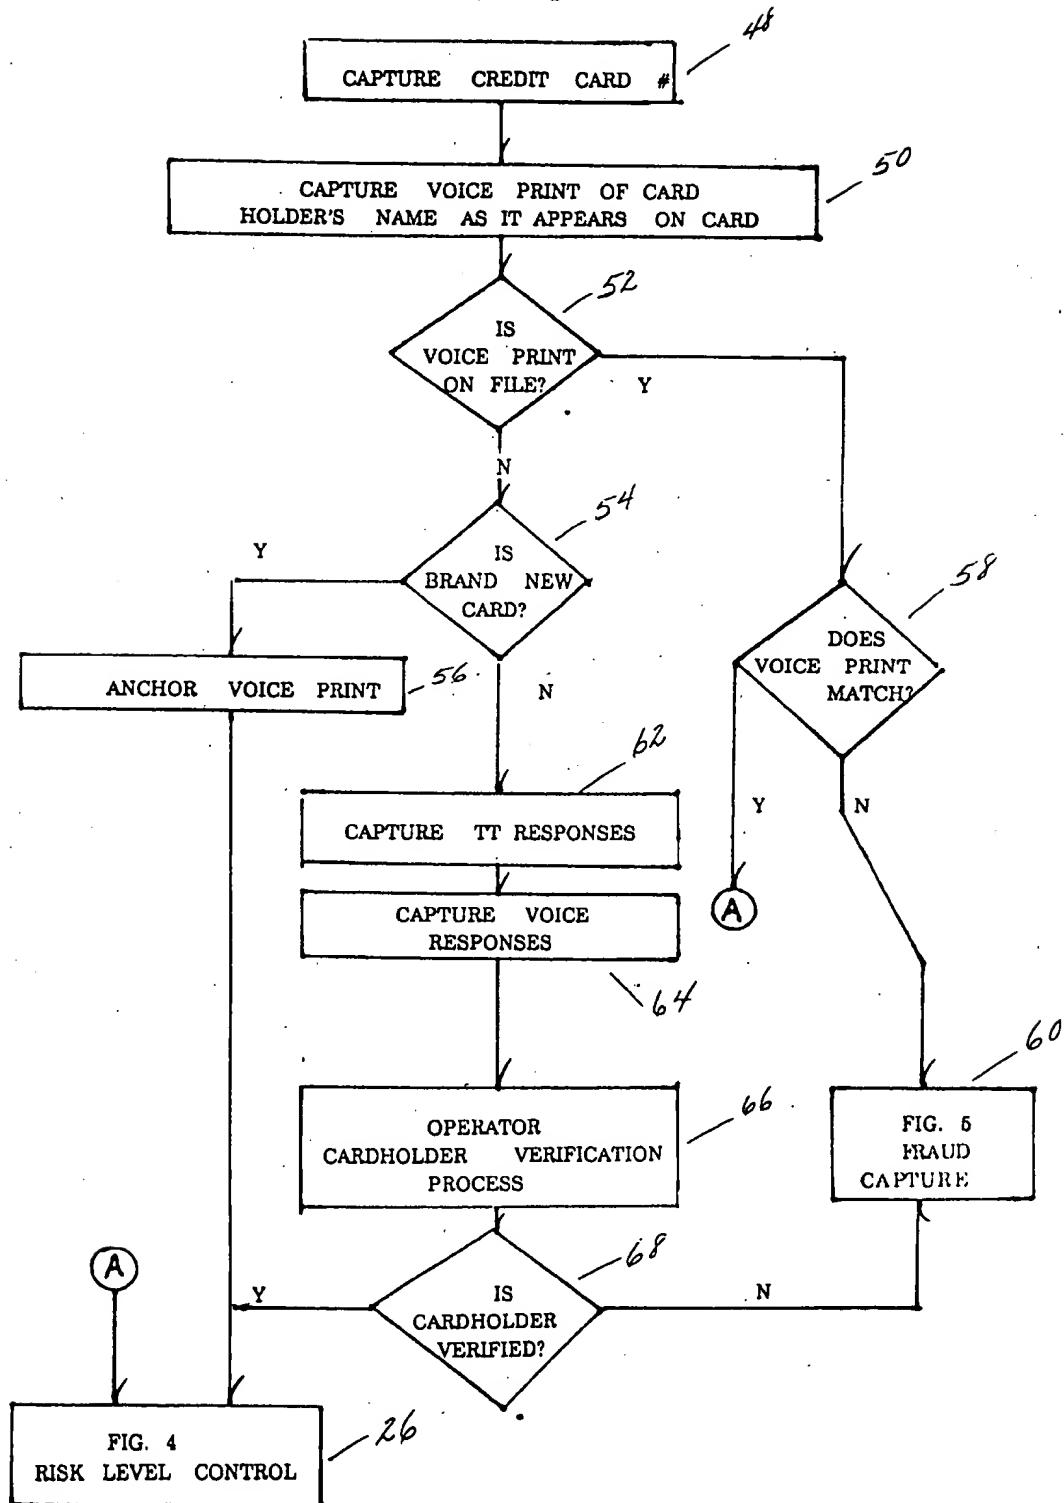 48
CAPTURE CREDIT CARD #
50
CAPTURE VOICE PRINT OF CARD
HOLDER'S NAME AS IT APPEARS ON CARD
52
IS
VOICE PRINT
ON FILE?
Y
N
54
IS
BRAND NEW
CARD?
Y
58
DOES
VOICE PRINT
MATCH?
ANCHOR VOICE PRINT
56
N
62
CAPTURE TT RESPONSES
Y
N
A
CAPTURE VOICE
RESPONSES
64
60
66
OPERATOR
CARDHOLDER VERIFICATION
PROCESS
FIG. 5
FRAUD
CAPTURE
A
68
IS
CARDHOLDER
VERIFIED?
Y
N
FIG. 4
RISK LEVEL CONTROL
26